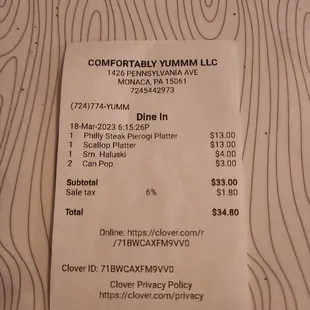 COMFORTABLY YUMMM LLC
1426 PENNSYLVANIA AVE
MONACA, PA 15061
7245442973
(724)774-YUMM
Dine In
18-Mar-2023 6:15:26P
1 Philly Steak Pierogi Platter $13.00
1 Scallop Platter $13.00
1 Sm. Haluski $4.00
2 Can Pop $3.00
Subtotal $33.00
Sale tax 6% $1.80
Total $34.80
Online: https://clover.com/r
/71BWCAXFM9VV0
Clover ID: 71BWCAXFM9VV0
Clover Privacy Policy
https://clover.com/privacy